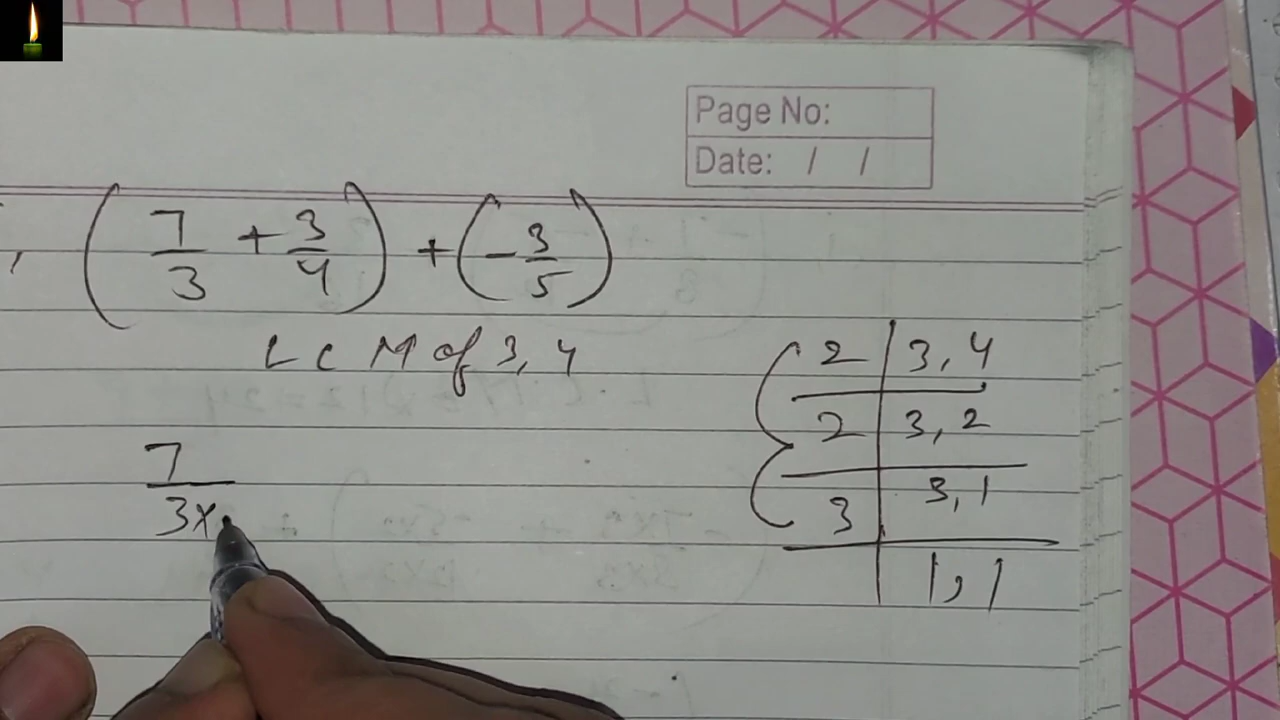 Page No:
Date: / /
, (7/3 + 3/4) + (-3/5)
LCM of 3, 4
2 | 3, 4
2 | 3, 2
3 | 3, 1
1, 1
7
3x